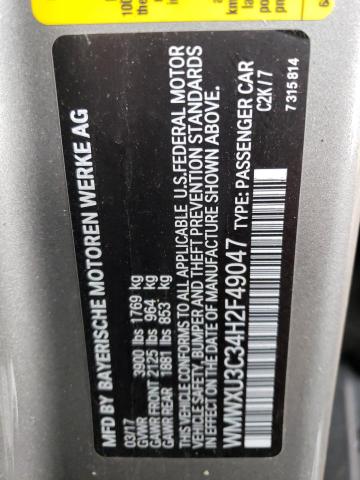 MFD BY BAYERISCHE MOTOREN WERKE AG
03/17
GVWR 3900 lbs 1769 kg
GAWR FRONT 2125 lbs 964 kg
GAWR REAR 1881 lbs 853 kg
THIS VEHICLE CONFORMS TO ALL APPLICABLE U.S. FEDERAL MOTOR
VEHICLE SAFETY, BUMPER AND THEFT PREVENTION STANDARDS
IN EFFECT ON THE DATE OF MANUFACTURE SHOWN ABOVE.
WMWXU3C34H2F49047 TYPE: PASSENGER CAR
C2K/7
7315814